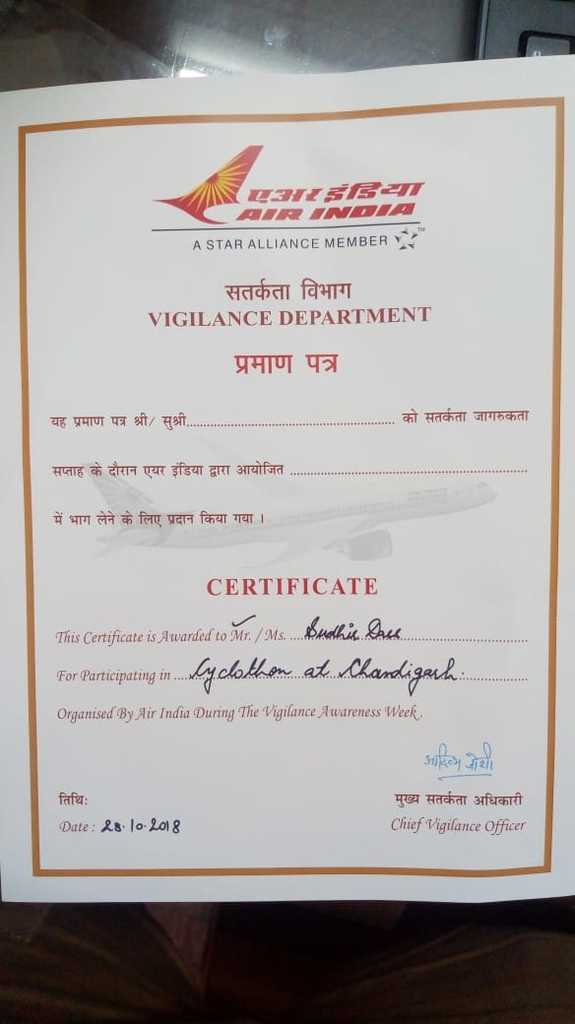 एअर इंडिया
AIR INDIA
A STAR ALLIANCE MEMBER TM
सतर्कता विभाग
VIGILANCE DEPARTMENT
प्रमाण पत्र
यह प्रमाण पत्र श्री/ सुश्री.................................................... को सतर्कता जागरुकता
सप्ताह के दौरान एयर इंडिया द्वारा आयोजित ............................................................
में भाग लेने के लिए प्रदान किया गया ।
CERTIFICATE
This Certificate is Awarded to Mr. / Ms. ... Sudhir
For Participating in ... Cyclothon at Chandigarh.
Organised By Air India During The Vigilance Awareness Week.
जोशी
तिथि: मुख्य सतर्कता अधिकारी
Date : 28.10.2018 Chief Vigilance Officer